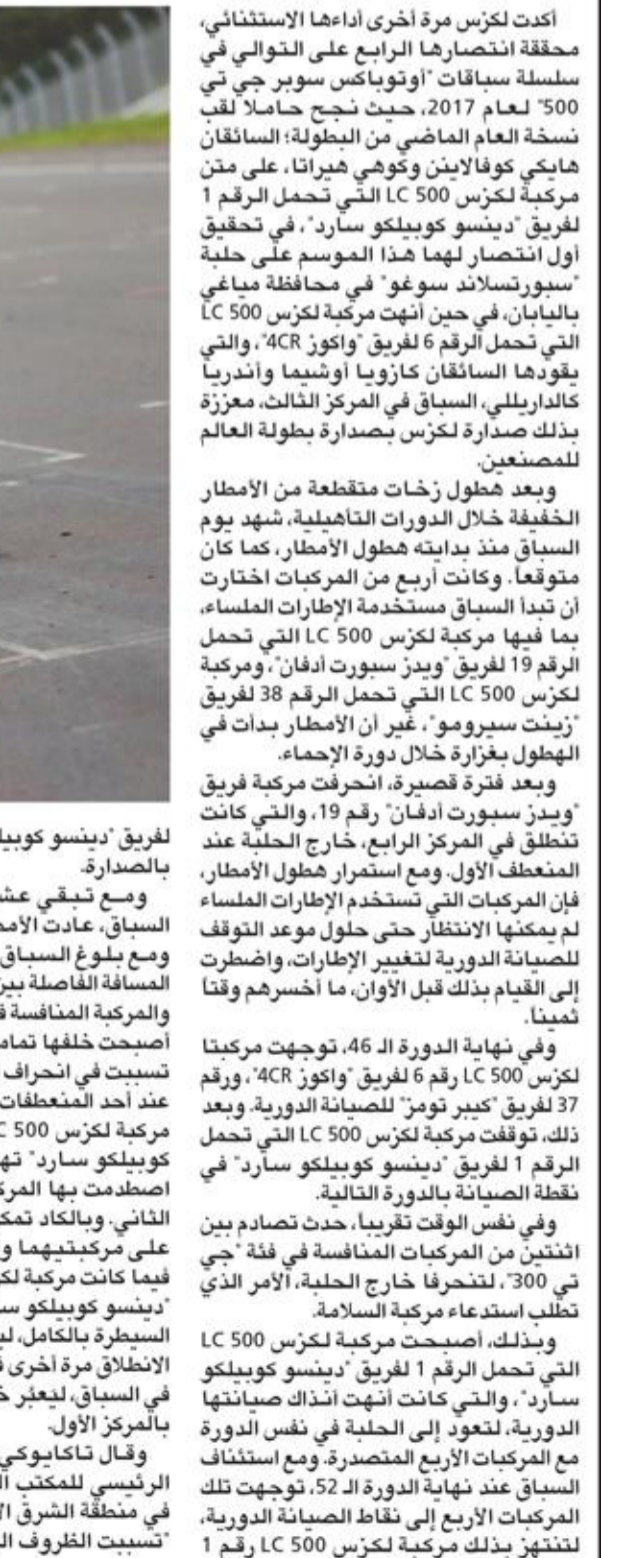 أكدت لكزس مرة أخرى أداءها الاستثنائي،
محققة انتصارها الرابع على التوالي في
سلسلة سباقات "أوتوباكس سوبر جي تي
500" لعام 2017، حيث نجح حاملا لقب
نسخة العام الماضي من البطولة؛ السائقان
هايكي كوفالاينن وكوهي هيراتا، على متن
مركبة لكزس LC 500 التي تحمل الرقم 1
لفريق "دينسو كوبيلكو سارد"، في تحقيق
أول انتصار لهما هذا الموسم على حلبة
"سبورتسلاند سوغو" في محافظة مياغي
باليابان، في حين أنهت مركبة لكزس LC 500
التي تحمل الرقم 6 لفريق "واكوز 4CR"، والتي
يقودها السائقان كازويا أوشيما وأندريا
كالداريللي، السباق في المركز الثالث، معززة
بذلك صدارة لكزس بصدارة بطولة العالم
للمصنعين.
وبعد هطول زخات متقطعة من الأمطار
الخفيفة خلال الدورات التأهيلية، شهد يوم
السباق منذ بدايته هطول الأمطار، كما كان
متوقعاً. وكانت أربع من المركبات اختارت
أن تبدأ السباق مستخدمة الإطارات الملساء،
بما فيها مركبة لكزس LC 500 التي تحمل
الرقم 19 لفريق "ويدز سبورت أدفان"، ومركبة
لكزس LC 500 التي تحمل الرقم 38 لفريق
"زينت سيرومو"، غير أن الأمطار بدأت في
الهطول بغزارة خلال دورة الإحماء.
وبعد فترة قصيرة، انحرفت مركبة فريق
"ويدز سبورت أدفان" رقم 19، والتي كانت
تنطلق في المركز الرابع، خارج الحلبة عند
المنعطف الأول. ومع استمرار هطول الأمطار،
فإن المركبات التي تستخدم الإطارات الملساء
لم يمكنها الانتظار حتى حلول موعد التوقف
للصيانة الدورية لتغيير الإطارات، واضطرت
إلى القيام بذلك قبل الأوان، ما أخسرهم وقتاً
ثميناً.
وفي نهاية الدورة الـ 46، توجهت مركبتا
لكزس LC 500 رقم 6 لفريق "واكوز 4CR"، ورقم
37 لفريق "كيبر تومز" للصيانة الدورية. وبعد
ذلك، توقفت مركبة لكزس LC 500 التي تحمل
الرقم 1 لفريق "دينسو كوبيلكو سارد" في
نقطة الصيانة بالدورة التالية.
وفي نفس الوقت تقريباً، حدث تصادم بين
اثنتين من المركبات المنافسة في فئة "جي
تي 300"، لتنحرفا خارج الحلبة، الأمر الذي
تطلب استدعاء مركبة السلامة.
وبذلك، أصبحت مركبة لكزس LC 500
التي تحمل الرقم 1 لفريق "دينسو كوبيلكو
سارد"، والتي كانت أنهت آنذاك صيانتها
الدورية، لتعود إلى الحلبة في نفس الدورة
مع المركبات الأربع المتصدرة. ومع استئناف
السباق عند نهاية الدورة الـ 52، توجهت تلك
المركبات الأربع إلى نقاط الصيانة الدورية،
لتنتهز بذلك مركبة لكزس LC 500 رقم 1
لفريق "دينسو
بالصدارة.
ومع تبقي
السباق، عادت
ومع بلوغ السباق
المسافة الفاصلة بين
والمركبة المنافسة
أصبحت خلفها
تسببت في انحراف
عند أحد المنعطفات
مركبة لكزس 500
كوبيلكو سارد"
اصطدمت بها
الثاني. وبالكاد
على مركبتيهما
فيما كانت مركبة
"دينسو كوبيلكو
السيطرة بالكامل،
الانطلاق مرة أخرى
في السباق، ليعبر
بالمركز الأول.
وقال تاكايوكي
الرئيسي للمكتب
في منطقة الشرق
"تسببت الظروف